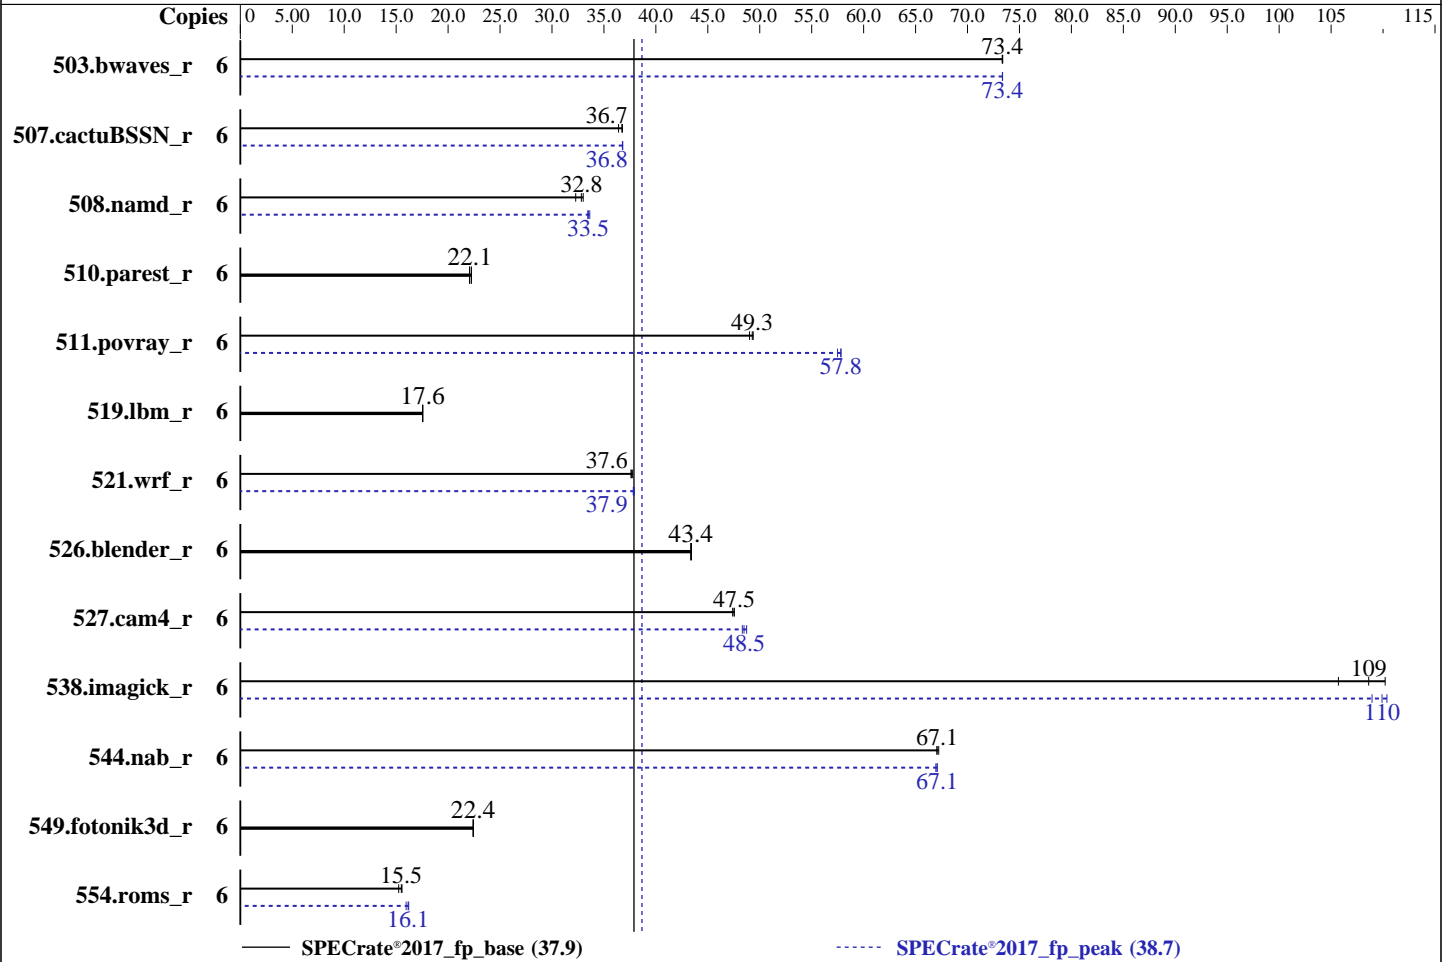 Copies 0 5.00 10.0 15.0 20.0 25.0 30.0 35.0 40.0 45.0 50.0 55.0 60.0 65.0 70.0 75.0 80.0 85.0 90.0 95.0 100 105 115
503.bwaves_r 6 73.4
73.4
507.cactuBSSN_r 6 36.7
36.8
508.namd_r 6 32.8
33.5
510.parest_r 6 22.1
511.povray_r 6 49.3
57.8
519.lbm_r 6 17.6
521.wrf_r 6 37.6
37.9
526.blender_r 6 43.4
527.cam4_r 6 47.5
48.5
538.imagick_r 6 109
110
544.nab_r 6 67.1
67.1
549.fotonik3d_r 6 22.4
554.roms_r 6 15.5
16.1
SPECrate®2017_fp_base (37.9) SPECrate®2017_fp_peak (38.7)